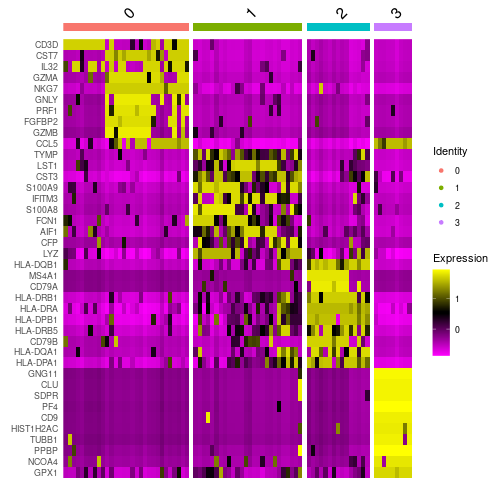 0 1 2 3
CD3D
CST7
IL32
GZMA
NKG7
GNLY
PRF1
FGFBP2
GZMB
CCL5
TYMP
LST1
CST3
S100A9
IFITM3
S100A8
FCN1
AIF1
CFP
LYZ
HLA-DQB1
MS4A1
CD79A
HLA-DRB1
HLA-DRA
HLA-DPB1
HLA-DRB5
CD79B
HLA-DQA1
HLA-DPA1
GNG11
CLU
SDPR
PF4
CD9
HIST1H2AC
TUBB1
PPBP
NCOA4
GPX1
Identity
0
1
2
3
Expression
1
0